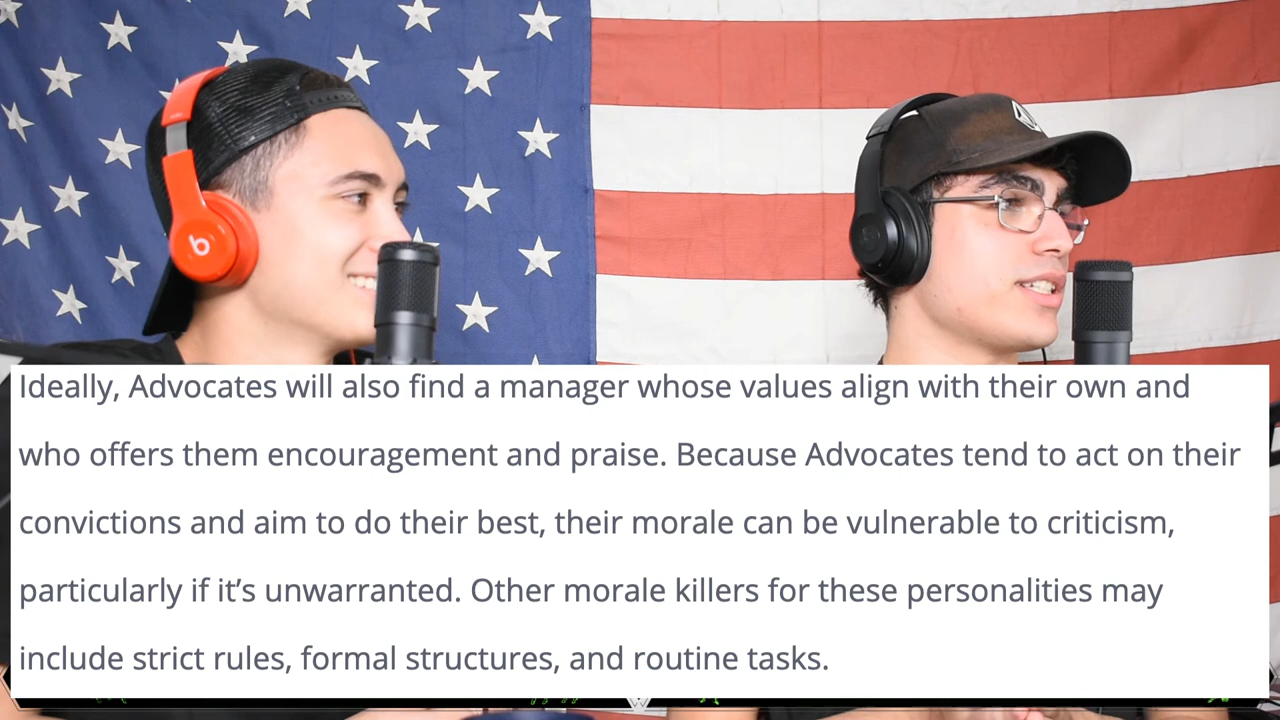 Ideally, Advocates will also find a manager whose values align with their own and
who offers them encouragement and praise. Because Advocates tend to act on their
convictions and aim to do their best, their morale can be vulnerable to criticism,
particularly if it’s unwarranted. Other morale killers for these personalities may
include strict rules, formal structures, and routine tasks.